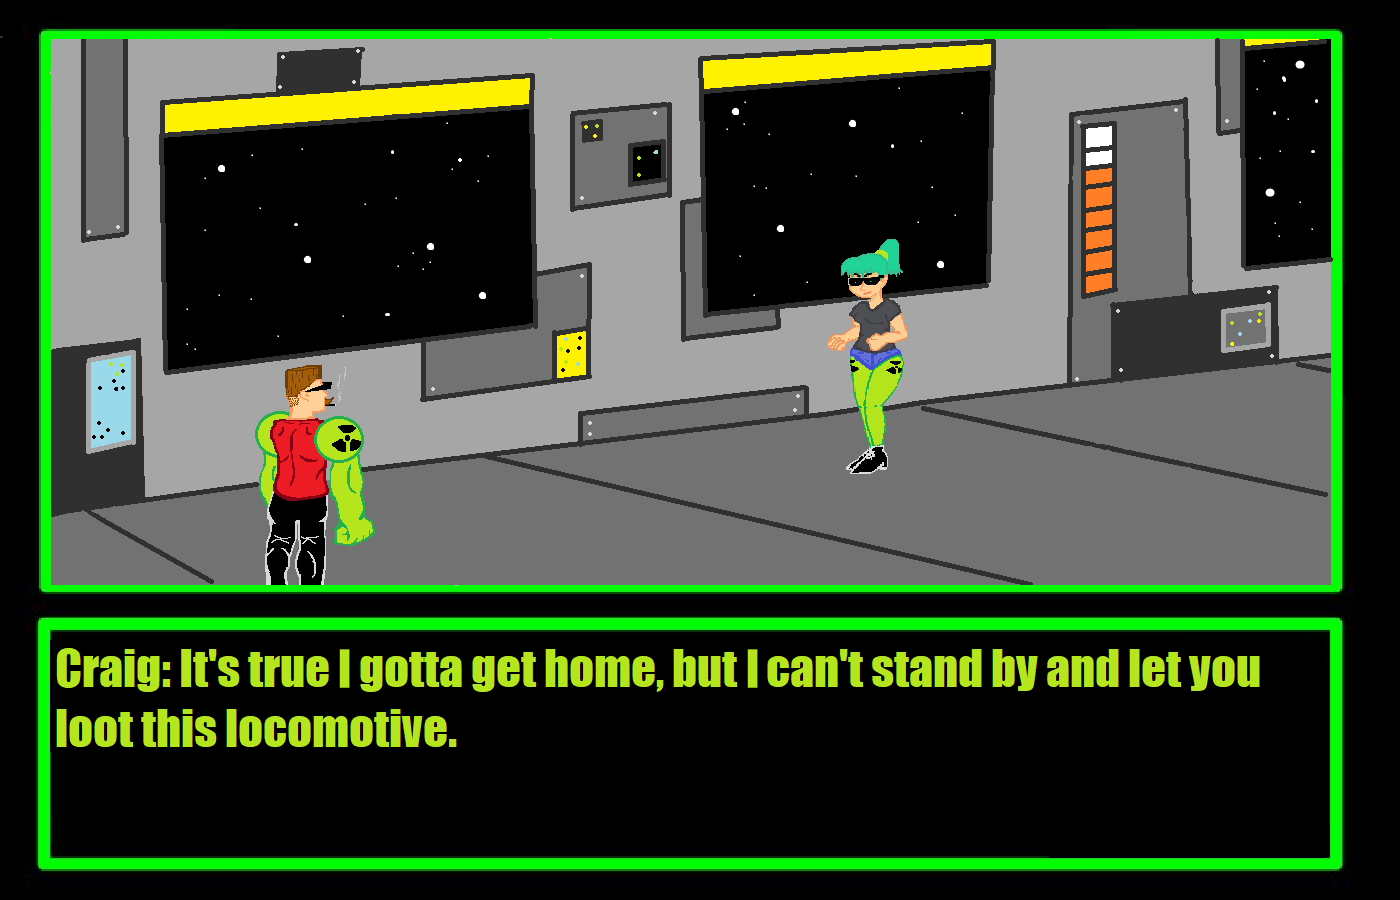 Craig: It's true I gotta get home, but I can't stand by and let you
loot this locomotive.